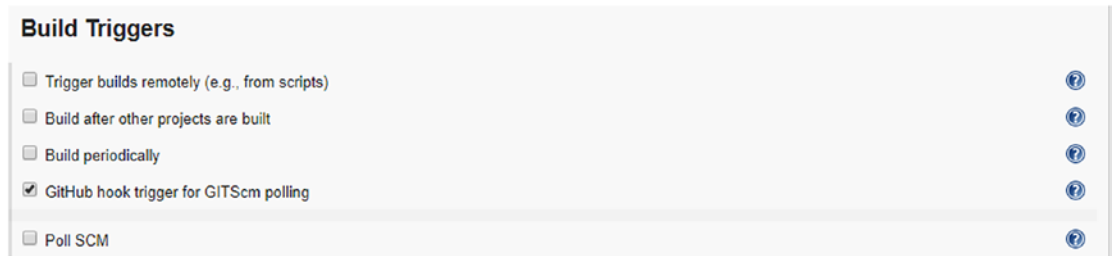 Build Triggers
Trigger builds remotely (e.g., from scripts)
Build after other projects are built
Build periodically
GitHub hook trigger for GITScm polling
Poll SCM